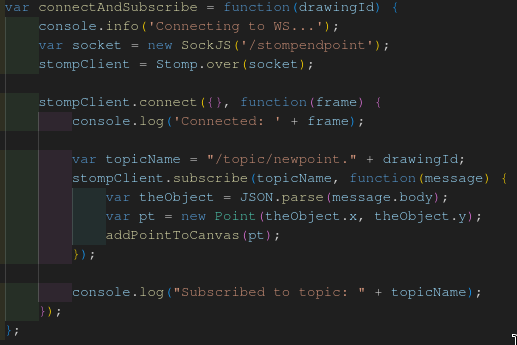 var connectAndSubscribe = function(drawingId) {
    console.info('Connecting to WS...');
    var socket = new SockJS('/stompendpoint');
    stompClient = Stomp.over(socket);

    stompClient.connect({}, function(frame) {
        console.log('Connected: ' + frame);

        var topicName = "/topic/newpoint." + drawingId;
        stompClient.subscribe(topicName, function(message) {
            var theObject = JSON.parse(message.body);
            var pt = new Point(theObject.x, theObject.y);
            addPointToCanvas(pt);
        });

        console.log("Subscribed to topic: " + topicName);
    });
};